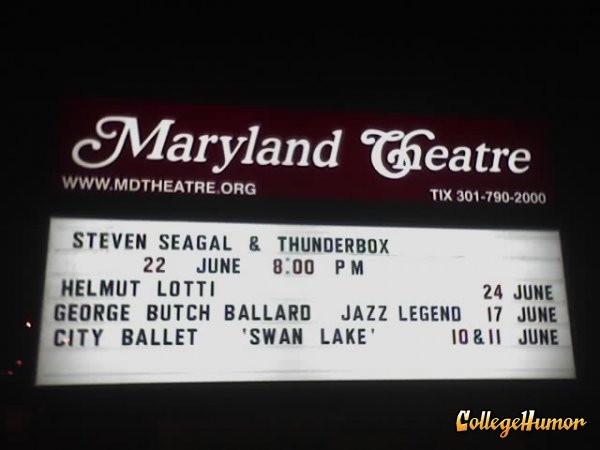 Maryland Theatre
WWW.MDTHEATRE.ORG
TIX 301-790-2000
STEVEN SEAGAL & THUNDERBOX
22 JUNE 8:00 PM
HELMUT LOTTI 24 JUNE
GEORGE BUTCH BALLARD JAZZ LEGEND 17 JUNE
CITY BALLET 'SWAN LAKE' 10 & 11 JUNE
CollegeHumor